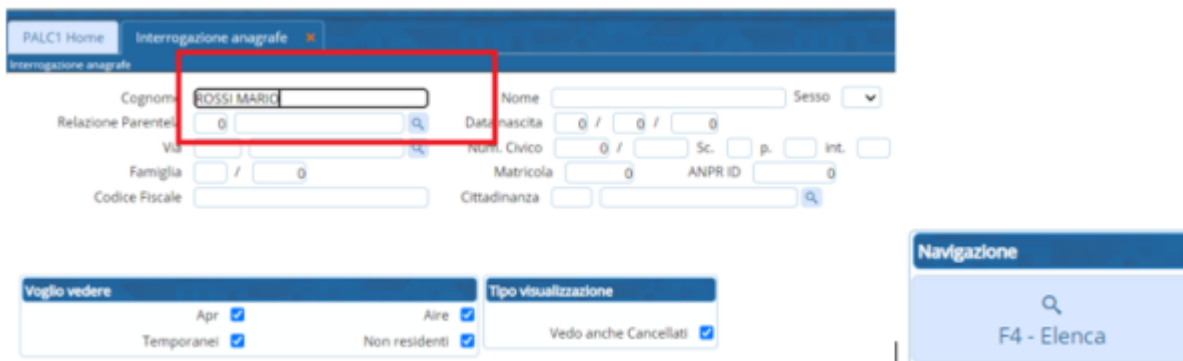 PALC1 Home Interrogazione anagrafe ×
Interrogazione anagrafe
Cognome ROSSI MARIO Nome Sesso
Relazione Parentel 0 Data nascita 0 / 0 / 0
Via Num. Civico 0 / Sc. p. int.
Famiglia / 0 Matricola 0 ANPR ID 0
Codice Fiscale Cittadinanza
Voglio vedere Tipo visualizzazione
Apr Aire
Vedo anche Cancellati
Temporanei Non residenti
Navigazione
F4 - Elenca